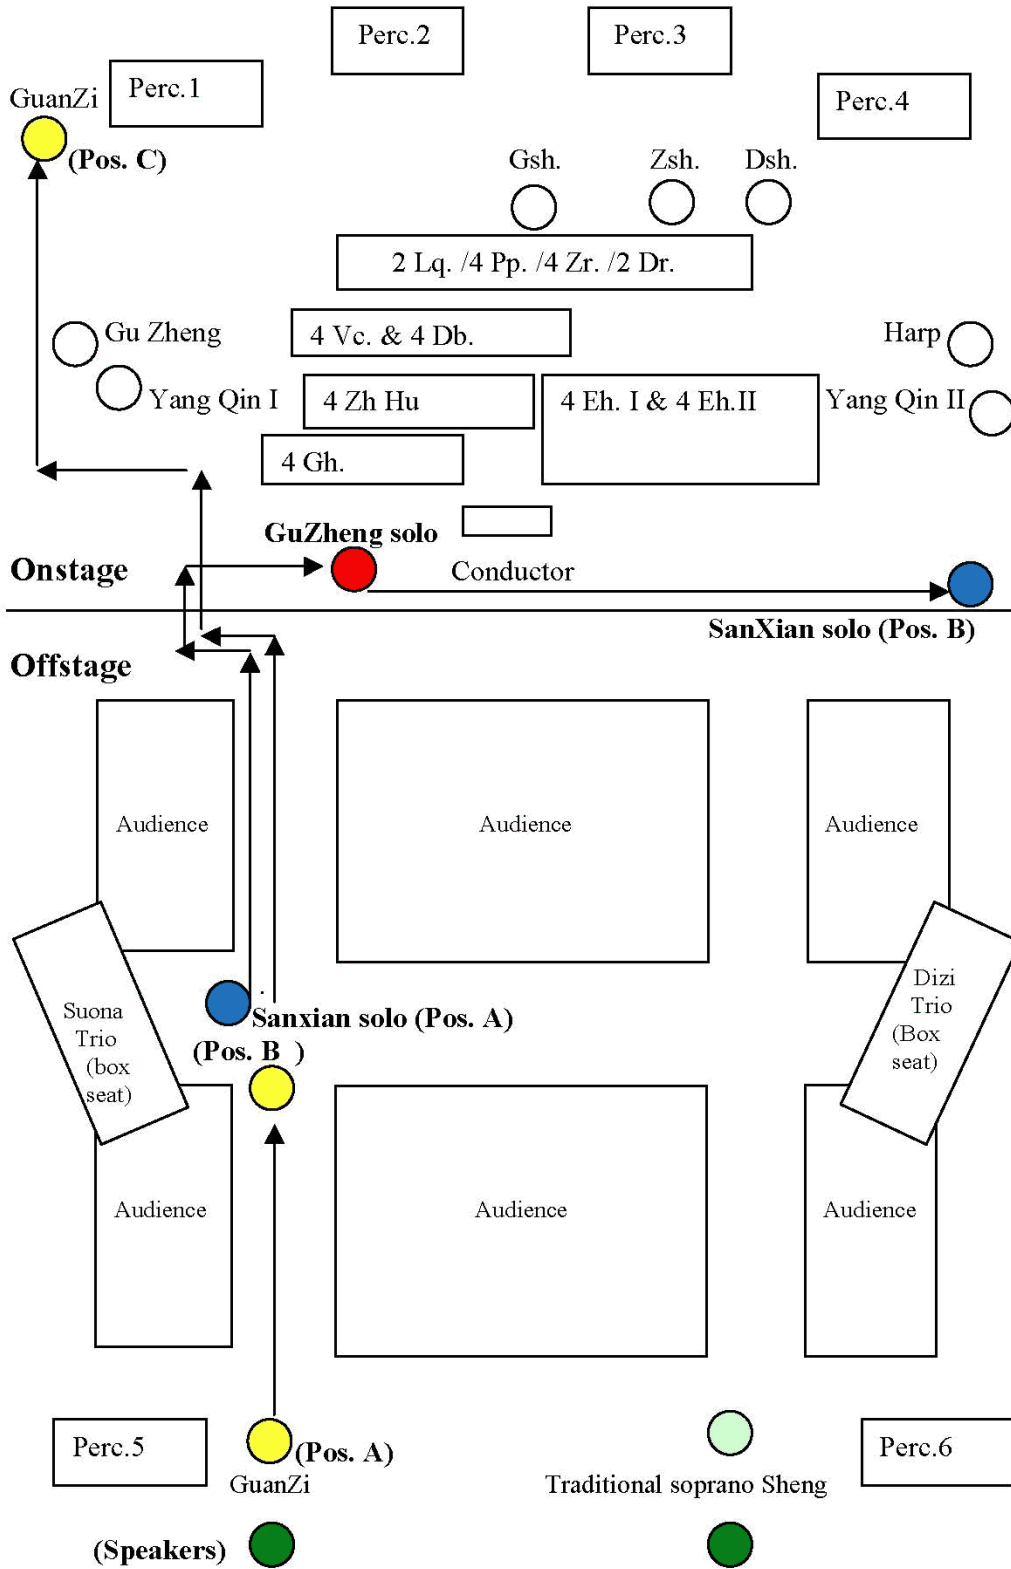 Perc.2
Perc.3
Perc.1
Perc.4
GuanZi
(Pos. C)
Gsh.
Zsh.
Dsh.
2 Lq. /4 Pp. /4 Zr. /2 Dr.
Gu Zheng
4 Vc. & 4 Db.
Harp
Yang Qin I
4 Zh Hu
4 Eh. I & 4 Eh.II
Yang Qin II
4 Gh.
GuZheng solo
Onstage
Conductor
SanXian solo (Pos. B)
Offstage
Audience
Audience
Audience
Suona
Trio
(box
seat)
Dizi
Trio
(Box
seat)
Sanxian solo (Pos. A)
(Pos. B )
Audience
Audience
Audience
Perc.5
(Pos. A)
GuanZi
Traditional soprano Sheng
Perc.6
(Speakers)